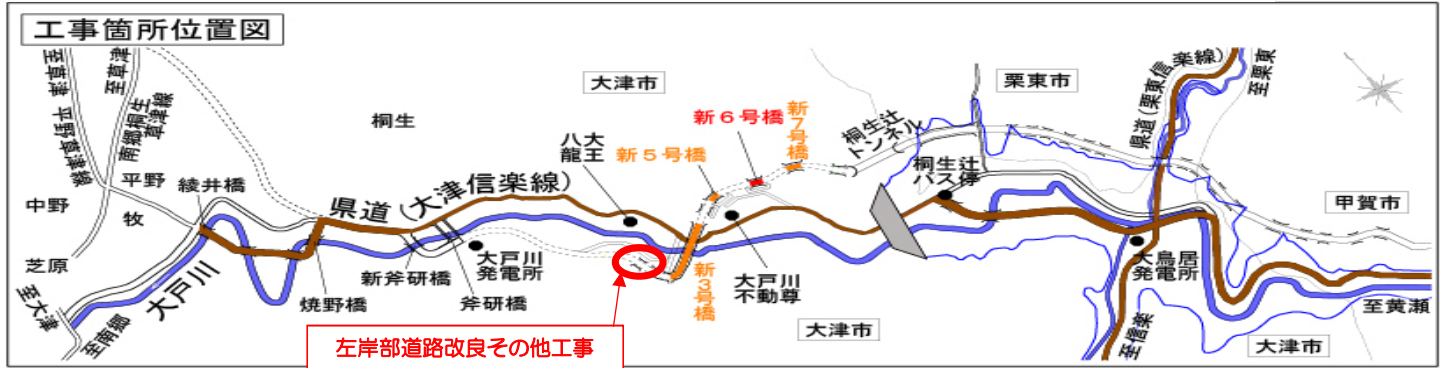 工事箇所位置図
至草津 平野草津線
至草津
南郷桐生草津線
桐生
大津市
栗東市
県道(栗東信楽線)
至栗東
新7号橋
新6号橋
桐生辻
トンネル
八大
龍王
新5号橋
桐生辻
バス停
平野
綾井橋
中野
牧
県道(大津信楽線)
甲賀市
芝原
大戸川
新斧研橋
大戸川
発電所
斧研橋
焼野橋
新3号橋
大戸川
不動尊
大鳥居
発電所
至黄瀬
至大津
至南郷
大津市
至信楽
大津市
左岸部道路改良その他工事